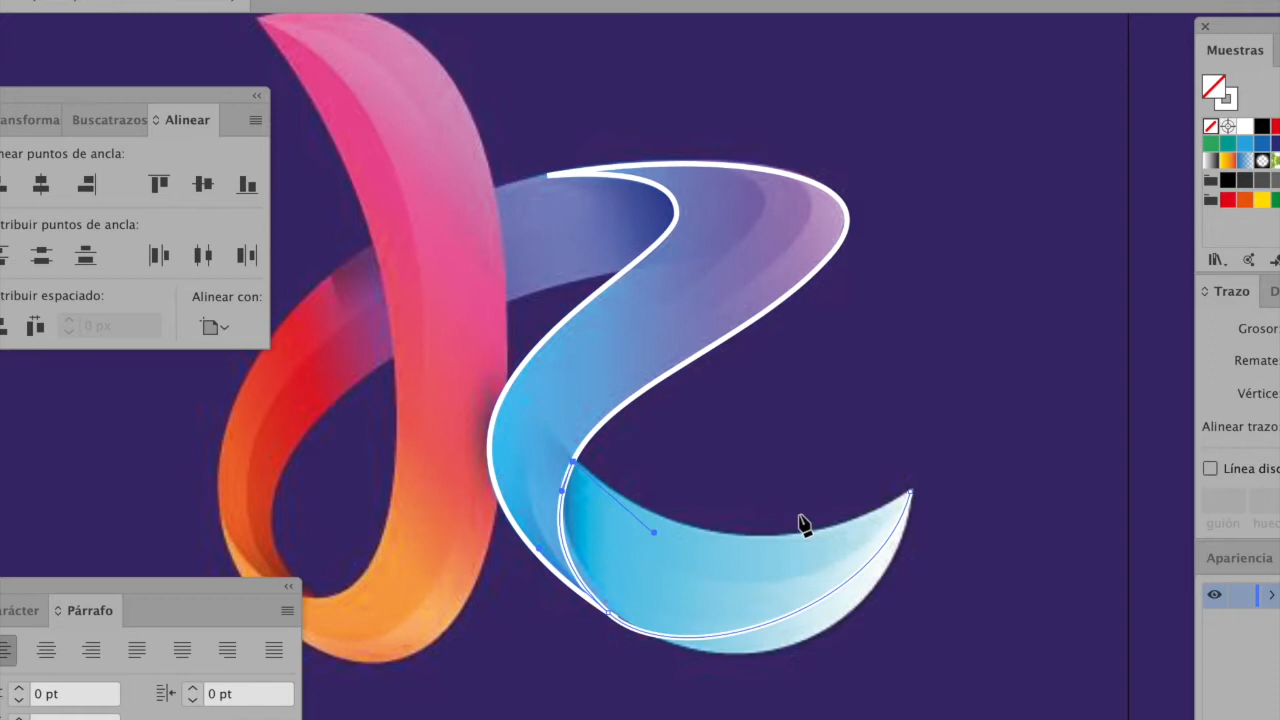 Muestras
ansforma Buscatrazos Alinear
near puntos de ancla:
tribuir puntos de ancla:
tribuir espaciado: Alinear con:
0 px
Trazo D
Grosor
Remate
Vértice
Alinear trazo
Línea disc
guión hued
Apariencia
arácter Párrafo
0 pt 0 pt